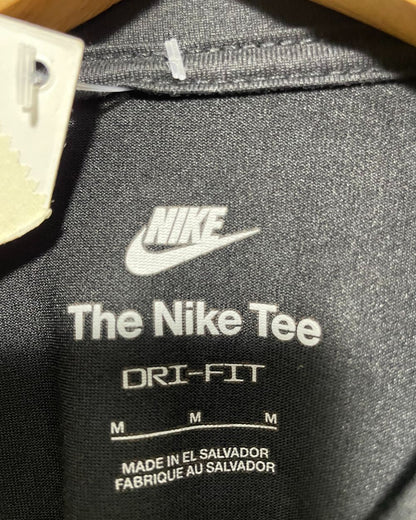 NIKE
The Nike Tee
DRI-FIT
M M M
MADE IN EL SALVADOR
FABRIQUE AU SALVADOR